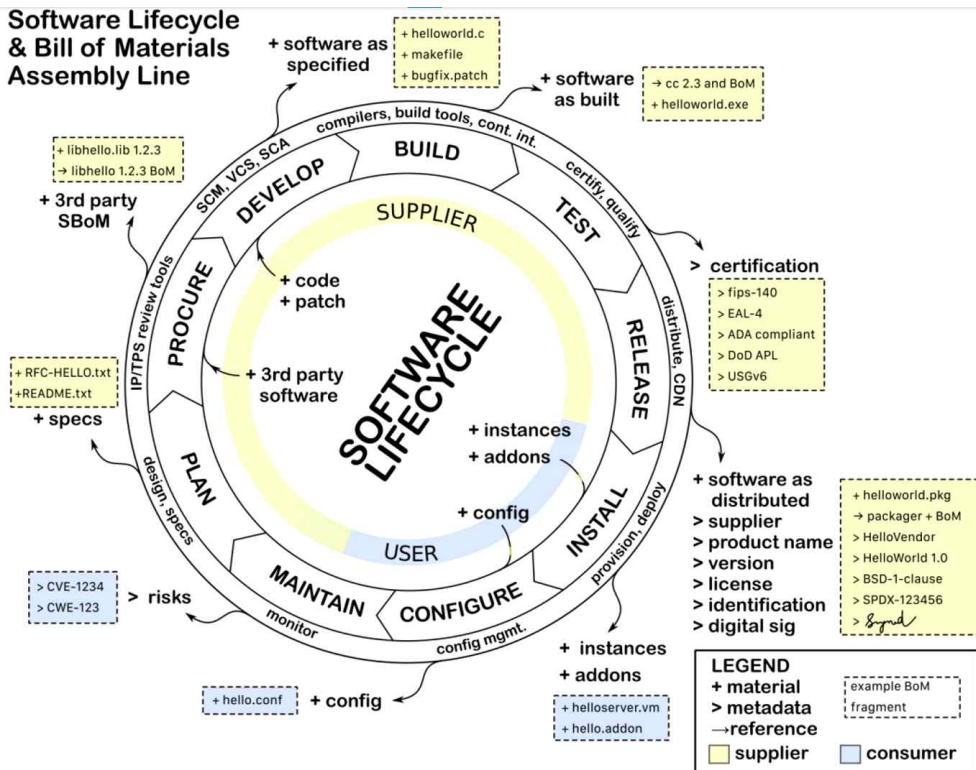 Software Lifecycle
& Bill of Materials
Assembly Line
+ software as
specified
+ helloworld.c
+ makefile
+ bugfix.patch
+ software
as built
→ cc 2.3 and BoM
+ helloworld.exe
+ libhello.lib 1.2.3
→ libhello 1.2.3 BoM
+ 3rd party
SBoM
SCM, VCS, SCA
compilers, build tools, cont. int.
certify, qualify
distribute, CDN
provision, deploy
config mgmt.
monitor
design, specs
IP/TPS review tools
DEVELOP
BUILD
TEST
RELEASE
INSTALL
CONFIGURE
MAINTAIN
PLAN
PROCURE
SUPPLIER
USER
SOFTWARE
LIFECYCLE
+ code
+ patch
+ 3rd party
software
+ instances
+ addons
+ config
> certification
> fips-140
> EAL-4
> ADA compliant
> DoD APL
> USGv6
+ RFC-HELLO.txt
+README.txt
+ specs
+ software as
distributed
> supplier
> product name
> version
> license
> identification
> digital sig
+ helloworld.pkg
→ packager + BoM
> HelloVendor
> HelloWorld 1.0
> BSD-1-clause
> SPDX-123456
>
> CVE-1234
> CWE-123
> risks
+ hello.conf
+ config
+ instances
+ addons
+ helloserver.vm
+ hello.addon
LEGEND
+ material
> metadata
→reference
example BoM
fragment
supplier
consumer